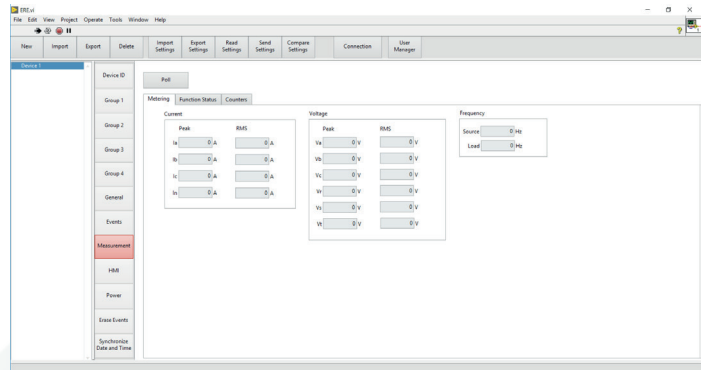 ERE.vi
File Edit View Project Operate Tools Window Help
New Import Export Delete Import Settings Export Settings Read Settings Send Settings Compare Settings Connection User Manager
Device 1
Device ID
Group 1
Group 2
Group 3
Group 4
General
Events
Measurement
HMI
Power
Erase Events
Synchronize Date and Time
Poll
Metering Function Status Counters
Current
Peak RMS
Ia 0 A 0 A
Ib 0 A 0 A
Ic 0 A 0 A
In 0 A 0 A
Voltage
Peak RMS
Va 0 V 0 V
Vb 0 V 0 V
Vc 0 V 0 V
Vr 0 V 0 V
Vs 0 V 0 V
Vt 0 V 0 V
Frequency
Source 0 Hz
Load 0 Hz